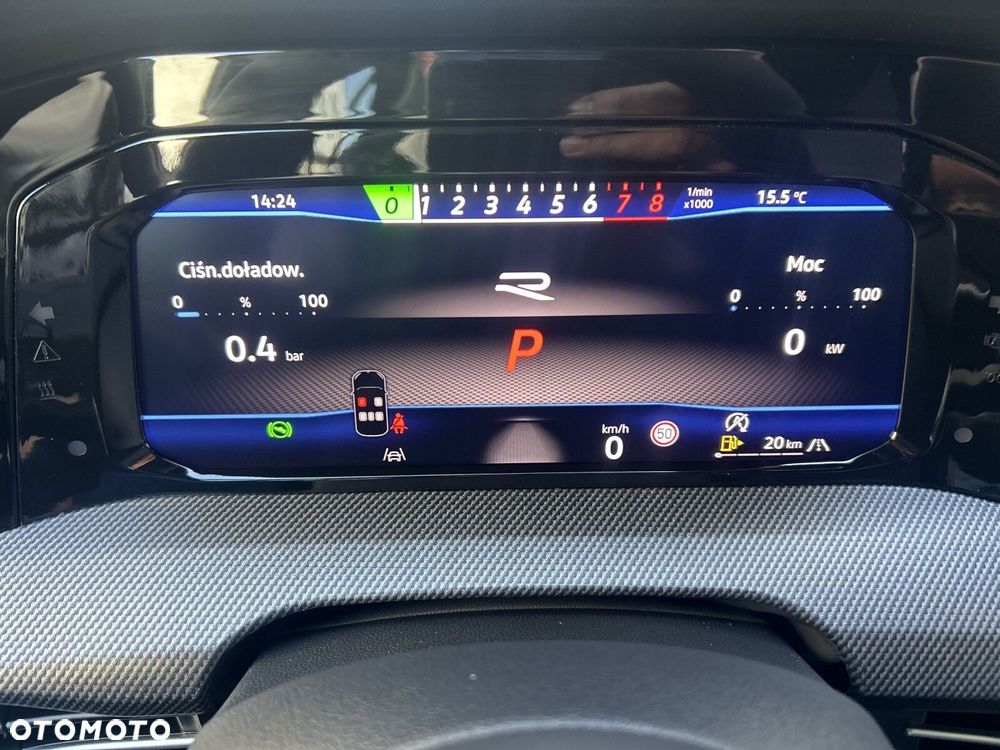 14:24
0 1 2 3 4 5 6 7 8
1/min
x1000
15.5 °C
Ciśn.doładow.
0 % 100
0.4 bar
R
P
Moc
0 % 100
0 kW
km/h
0
50
20 km
OTOMOTO